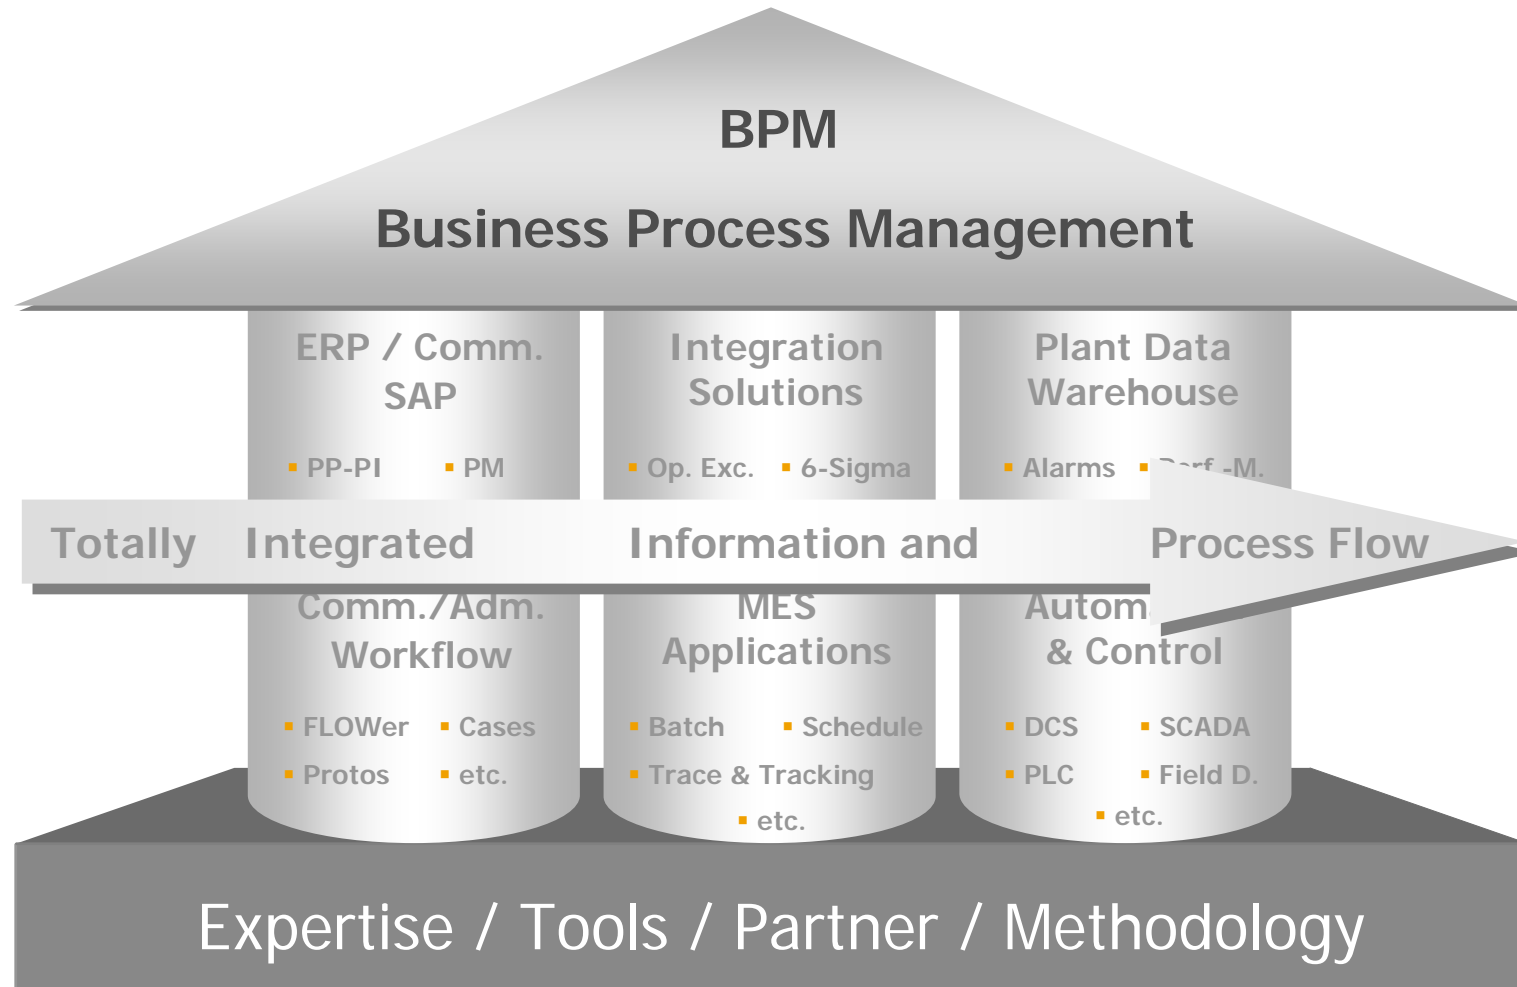 BPM
Business Process Management
ERP / Comm.
SAP
▪ PP-PI ▪ PM
Integration
Solutions
▪ Op. Exc. ▪ 6-Sigma
Plant Data
Warehouse
▪ Alarms ▪ Perf.-M.
Totally Integrated Information and Process Flow
Comm./Adm.
Workflow
▪ FLOWer ▪ Cases
▪ Protos ▪ etc.
MES
Applications
▪ Batch ▪ Schedule
▪ Trace & Tracking
▪ etc.
& Control
▪ DCS ▪ SCADA
▪ PLC ▪ Field D.
▪ etc.
Expertise / Tools / Partner / Methodology